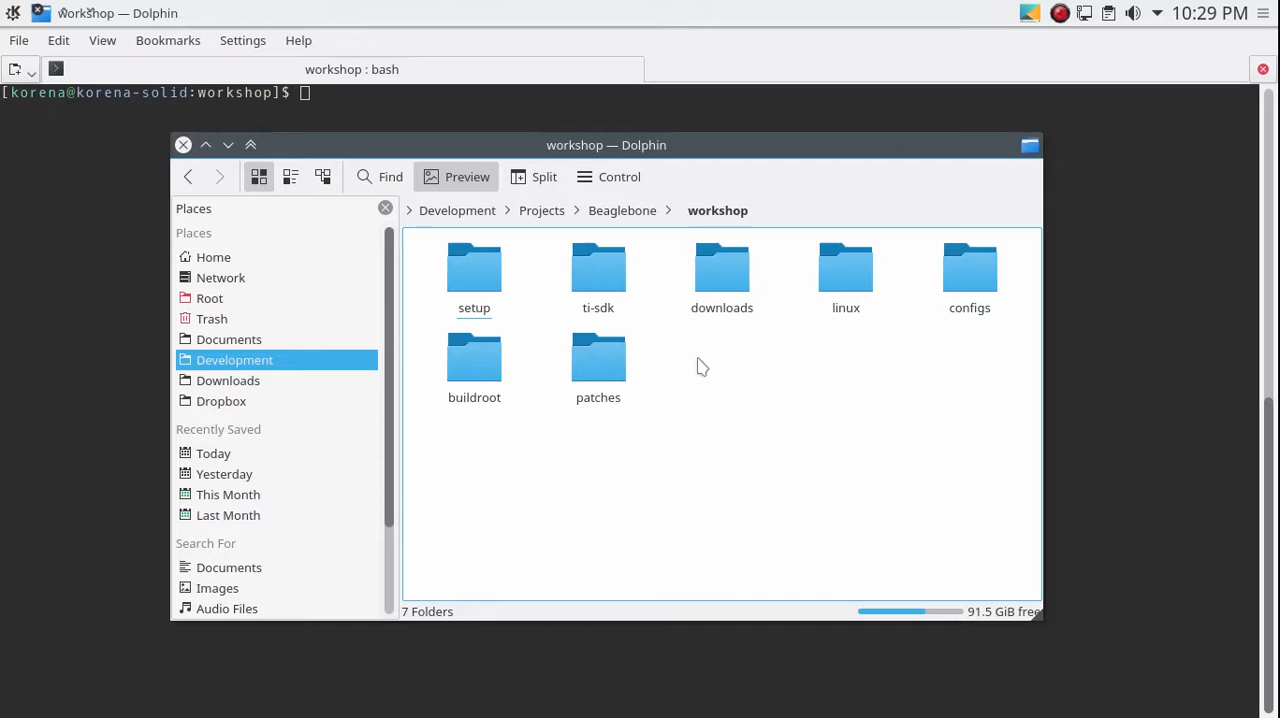 workshop — Dolphin
10:29 PM
File Edit View Bookmarks Settings Help
workshop : bash
[korena@korena-solid:workshop]$
workshop — Dolphin
Find Preview Split Control
Places
Development Projects Beaglebone workshop
Places
Home
Network
Root
Trash
Documents
Development
Downloads
Dropbox
Recently Saved
Today
Yesterday
This Month
Last Month
Search For
Documents
Images
Audio Files
setup ti-sdk downloads linux configs
buildroot patches
7 Folders 91.5 GiB free